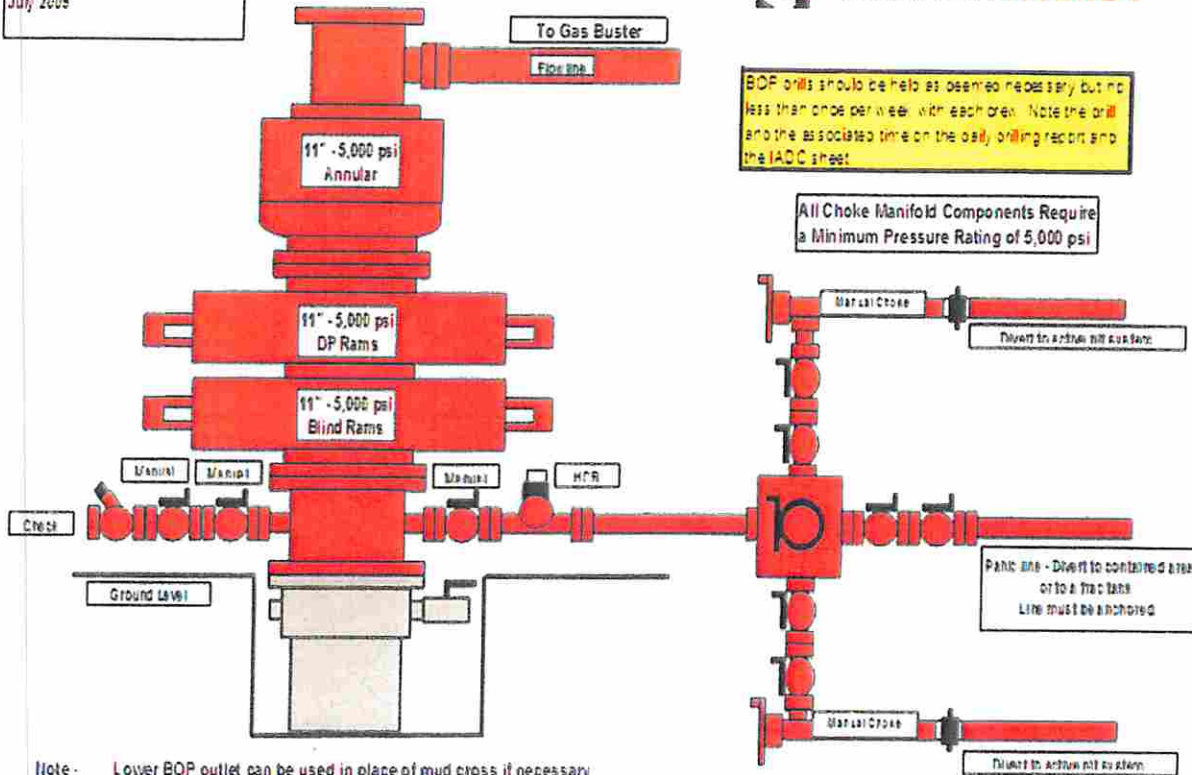 July 2009
To Gas Buster
Flow line
BOP drills should be help as deemed necessary but no
less than once per week with each crew. Note the drill
and the associated time on the daily drilling report and
the IADC sheet
11" - 5,000 psi
Annular
All Choke Manifold Components Require
a Minimum Pressure Rating of 5,000 psi
Manual Choke
Divert to active pit system
11" - 5,000 psi
DP Rams
11" - 5,000 psi
Blind Rams
Manual
Manual
Manual
HCR
Check
Panic line - Divert to contained area
or to a frac tank
Line must be anchored
Ground Level
Manual Choke
Divert to active pit system
Note - Lower BOP outlet can be used in place of mud cross if necessary